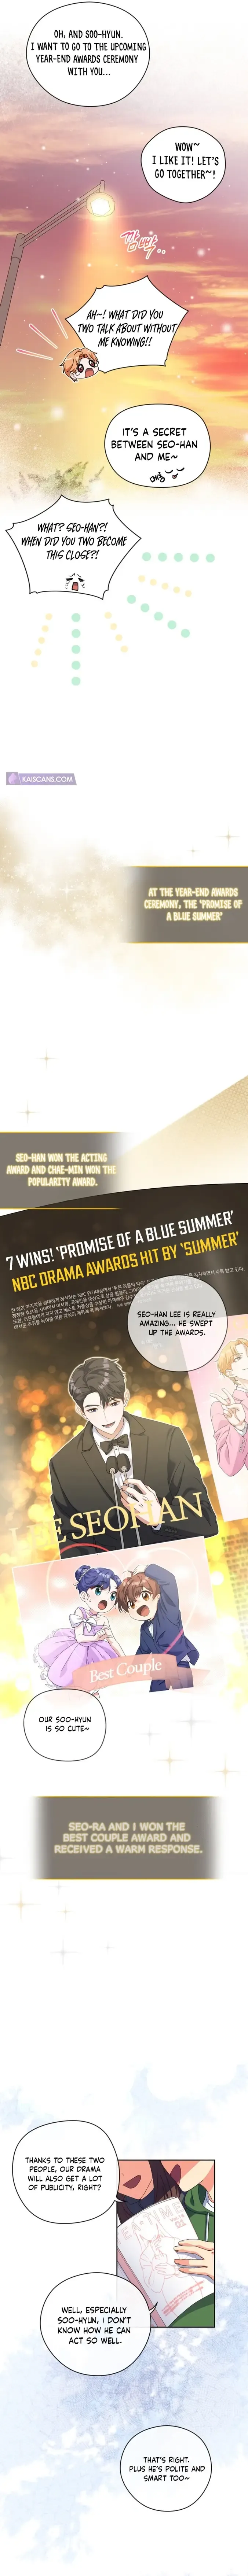 OH, AND SOO-HYUN.
I WANT TO GO TO THE UPCOMING
YEAR-END AWARDS CEREMONY
WITH YOU...
WOW~
I LIKE IT! LET'S
GO TOGETHER~!
AH~! WHAT DID YOU
TWO TALK ABOUT WITHOUT
ME KNOWING!!
IT'S A SECRET
BETWEEN SEO-HAN
AND ME~
WHAT? SEO-HAN?!
WHEN DID YOU TWO BECOME
THIS CLOSE?!
KAISCANS.COM
AT THE YEAR-END AWARDS
CEREMONY, THE 'PROMISE OF
A BLUE SUMMER'
SEO-HAN WON THE ACTING
AWARD AND CHAE-MIN WON THE
POPULARITY AWARD.
7 WINS! 'PROMISE OF A BLUE SUMMER'
NBC DRAMA AWARDS HIT BY 'SUMMER'
SEO-HAN LEE IS REALLY
AMAZING... HE SWEPT
UP THE AWARDS.
LEE SEOHAN
Best Couple
OUR SOO-HYUN
IS SO CUTE~
SEO-RA AND I WON THE
BEST COUPLE AWARD AND
RECEIVED A WARM RESPONSE.
THANKS TO THESE TWO
PEOPLE, OUR DRAMA
WILL ALSO GET A LOT
OF PUBLICITY, RIGHT?
WELL, ESPECIALLY
SOO-HYUN, I DON'T
KNOW HOW HE CAN
ACT SO WELL.
THAT'S RIGHT.
PLUS HE'S POLITE AND
SMART TOO~